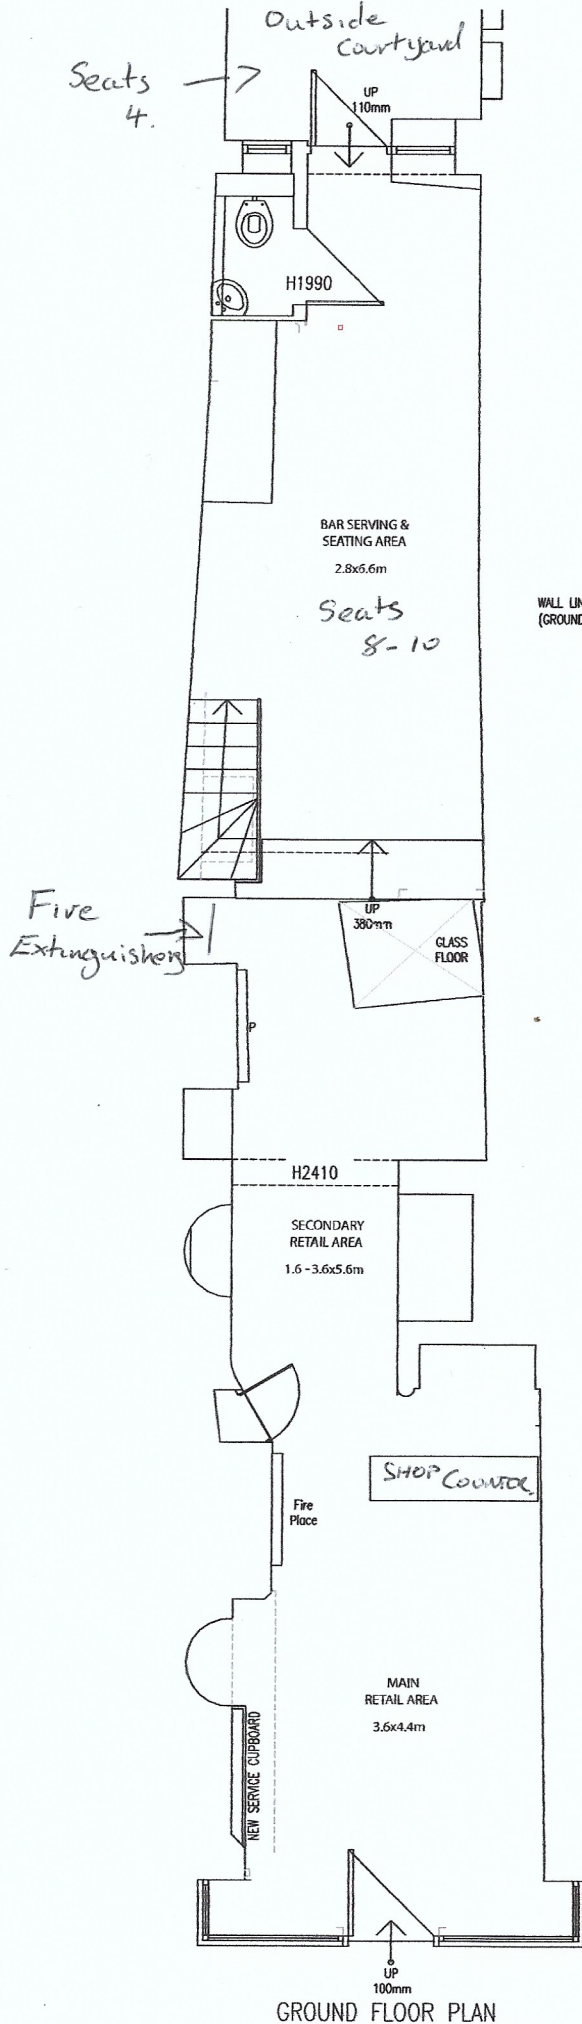 Outside
Courtyard
Seats
4.
UP
110mm
H1990
BAR SERVING &
SEATING AREA
2.8x6.6m
Seats
8-10
WALL LIN
(GROUND
Fire
Extinguishers
UP
380mm
GLASS
FLOOR
P
H2410
SECONDARY
RETAIL AREA
1.6-3.6x5.6m
SHOP COUNTER.
Fire
Place
MAIN
RETAIL AREA
3.6x4.4m
NEW SERVICE CUPBOARD
UP
100mm
GROUND FLOOR PLAN